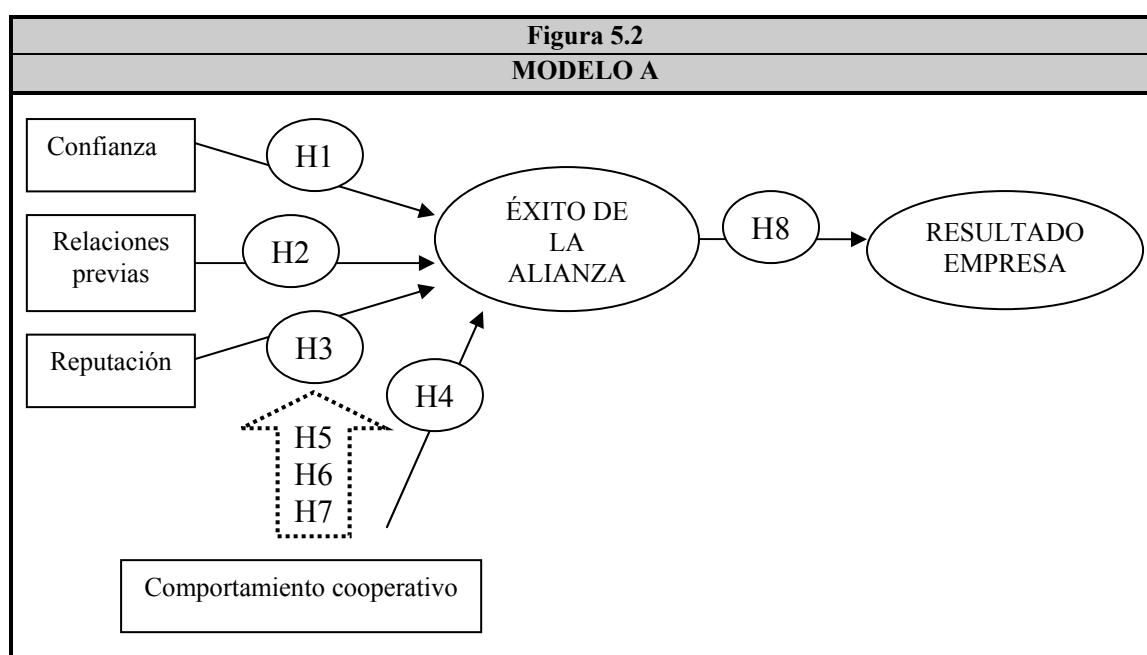 Figura 5.2
MODELO A
Confianza
H1
Relaciones
previas
H2
Reputación
H3
ÉXITO DE
LA
ALIANZA
H8
RESULTADO
EMPRESA
H4
H5
H6
H7
Comportamiento cooperativo